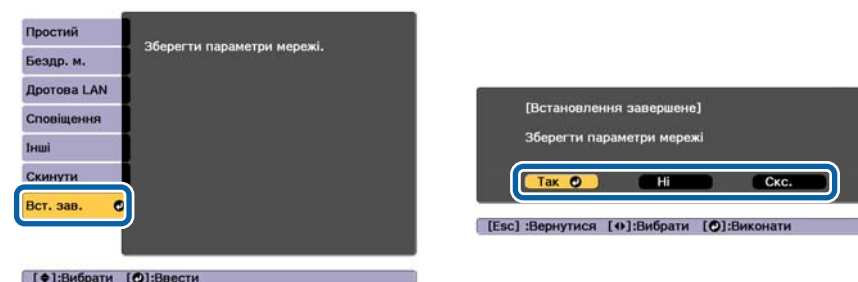 Простий
Бездр. м.
Дротова LAN
Сповіщення
Інші
Скинути
Вст. зав.
Зберегти параметри мережі.
[]:Вибрати []:Ввести
[Встановлення завершене]
Зберегти параметри мережі
Так Ні Скс.
[Esc] :Вернутися []:Вибрати []:Виконати